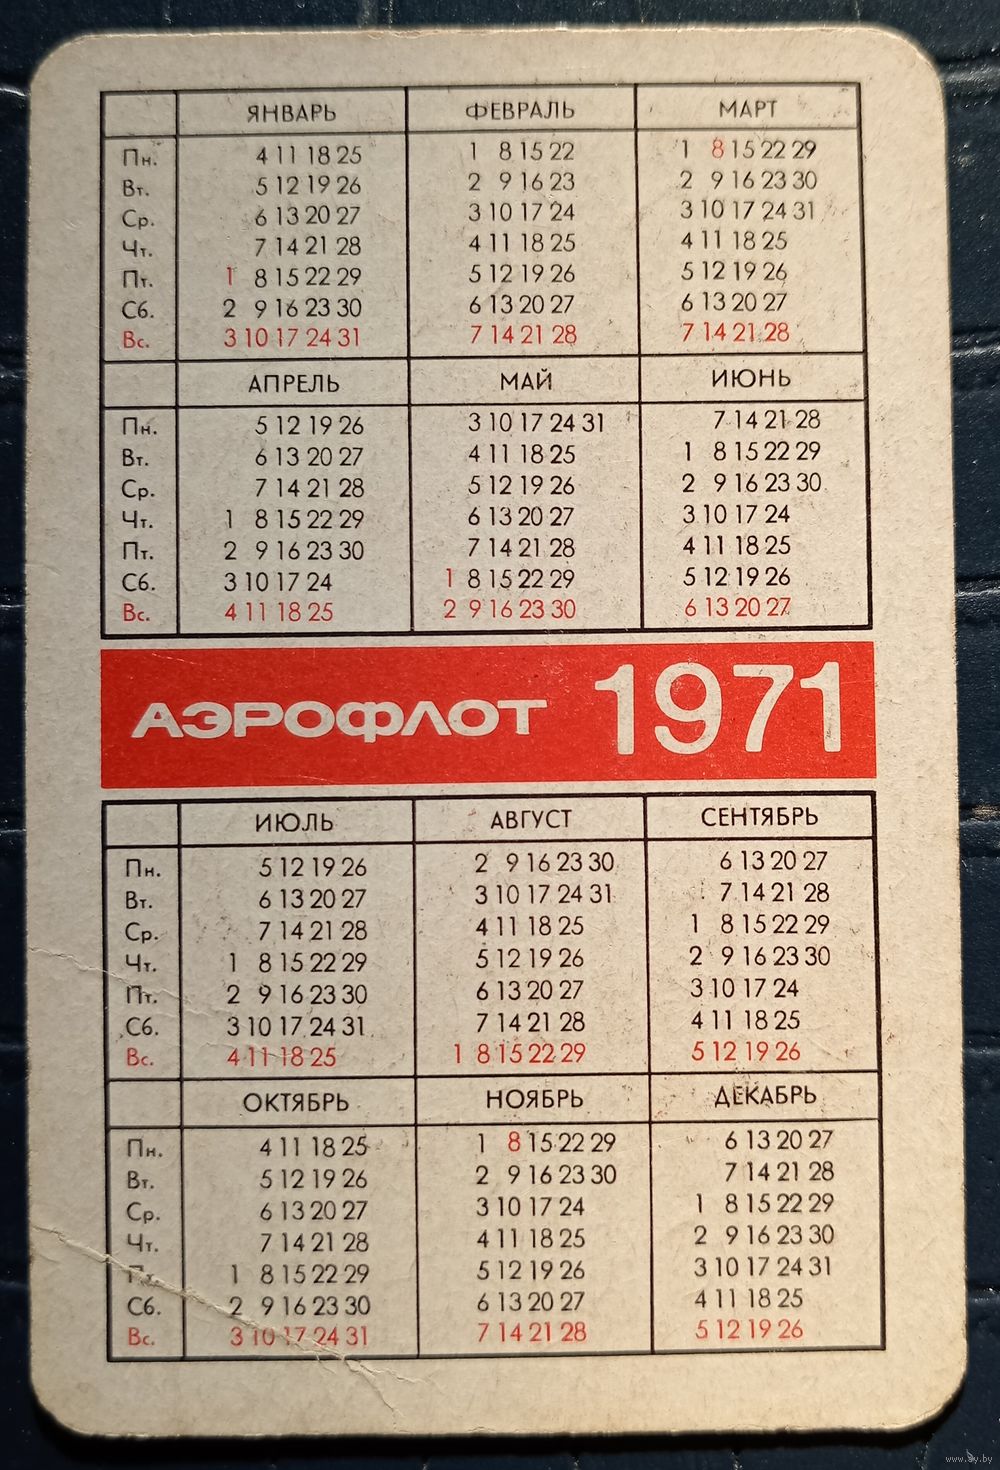 ЯНВАРЬ ФЕВРАЛЬ МАРТ
Пн. 4 11 18 25 1 8 15 22 1 8 15 22 29
Вт. 5 12 19 26 2 9 16 23 2 9 16 23 30
Ср. 6 13 20 27 3 10 17 24 3 10 17 24 31
Чт. 7 14 21 28 4 11 18 25 4 11 18 25
Пт. 1 8 15 22 29 5 12 19 26 5 12 19 26
Сб. 2 9 16 23 30 6 13 20 27 6 13 20 27
Вс. 3 10 17 24 31 7 14 21 28 7 14 21 28
АПРЕЛЬ МАЙ ИЮНЬ
Пн. 5 12 19 26 3 10 17 24 31 7 14 21 28
Вт. 6 13 20 27 4 11 18 25 1 8 15 22 29
Ср. 7 14 21 28 5 12 19 26 2 9 16 23 30
Чт. 1 8 15 22 29 6 13 20 27 3 10 17 24
Пт. 2 9 16 23 30 7 14 21 28 4 11 18 25
Сб. 3 10 17 24 1 8 15 22 29 5 12 19 26
Вс. 4 11 18 25 2 9 16 23 30 6 13 20 27
АЭРОФЛОТ 1971
ИЮЛЬ АВГУСТ СЕНТЯБРЬ
Пн. 5 12 19 26 2 9 16 23 30 6 13 20 27
Вт. 6 13 20 27 3 10 17 24 31 7 14 21 28
Ср. 7 14 21 28 4 11 18 25 1 8 15 22 29
Чт. 1 8 15 22 29 5 12 19 26 2 9 16 23 30
Пт. 2 9 16 23 30 6 13 20 27 3 10 17 24
Сб. 3 10 17 24 31 7 14 21 28 4 11 18 25
Вс. 4 11 18 25 1 8 15 22 29 5 12 19 26
ОКТЯБРЬ НОЯБРЬ ДЕКАБРЬ
Пн. 4 11 18 25 1 8 15 22 29 6 13 20 27
Вт. 5 12 19 26 2 9 16 23 30 7 14 21 28
Ср. 6 13 20 27 3 10 17 24 1 8 15 22 29
Чт. 7 14 21 28 4 11 18 25 2 9 16 23 30
Пт. 1 8 15 22 29 5 12 19 26 3 10 17 24 31
Сб. 2 9 16 23 30 6 13 20 27 4 11 18 25
Вс. 3 10 17 24 31 7 14 21 28 5 12 19 26
www.ay.by